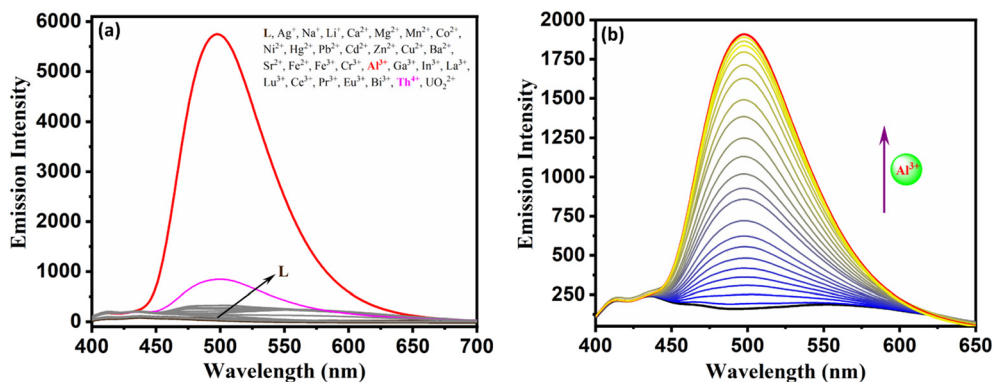 (a)
L, Ag⁺, Na⁺, Li⁺, Ca²⁺, Mg²⁺, Mn²⁺, Co²⁺,
Ni²⁺, Hg²⁺, Pb²⁺, Cd²⁺, Zn²⁺, Cu²⁺, Ba²⁺,
Sr²⁺, Fe²⁺, Fe³⁺, Cr³⁺, Al³⁺, Ga³⁺, In³⁺, La³⁺,
Lu³⁺, Ce³⁺, Pr³⁺, Eu³⁺, Bi³⁺, Th⁴⁺, UO₂²⁺
L
Emission Intensity
6000
5000
4000
3000
2000
1000
0
400 450 500 550 600 650 700
Wavelength (nm)
(b)
Al³⁺
Emission Intensity
2000
1750
1500
1250
1000
750
500
250
400 450 500 550 600 650
Wavelength (nm)